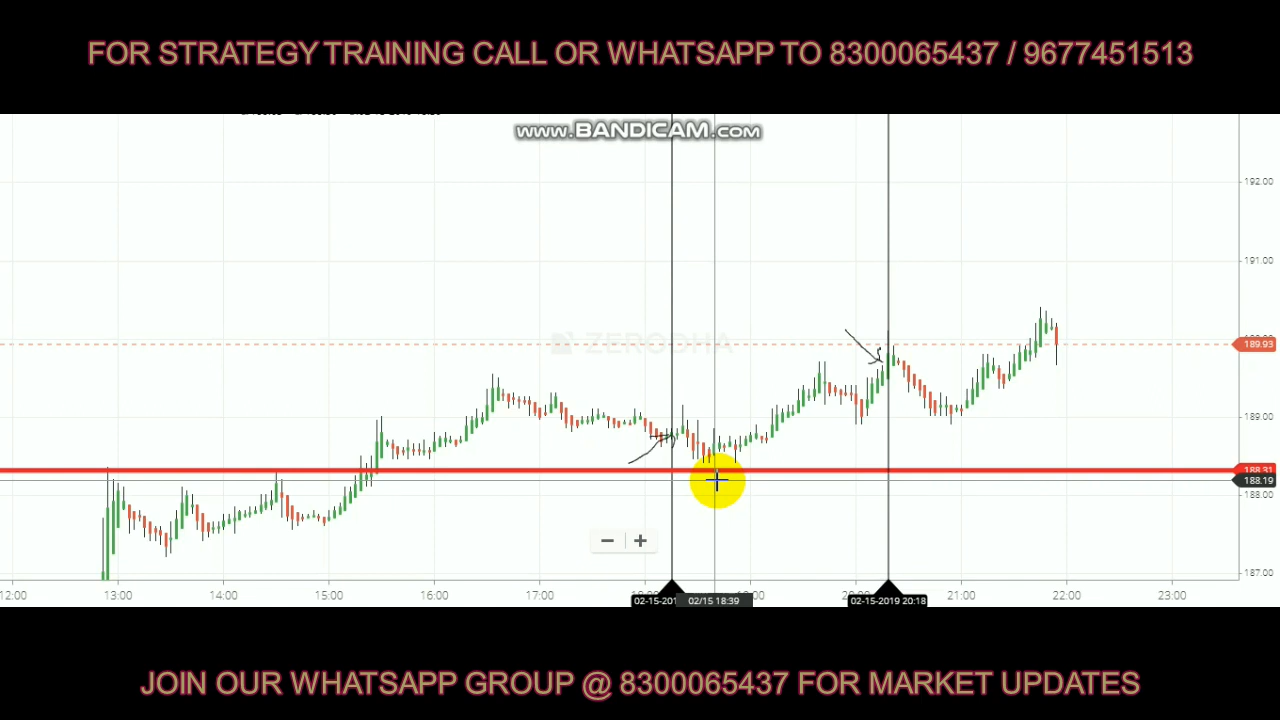 FOR STRATEGY TRAINING CALL OR WHATSAPP TO 8300065437 / 9677451513
www.BANDICAM.com
192.00
191.00
ZERODHA
189.93
189.00
188.31
188.19
188.00
187.00
12:00 13:00 14:00 15:00 16:00 17:00 21:00 22:00 23:00
02/15 18:39 02-15-2019 20:18
JOIN OUR WHATSAPP GROUP @ 8300065437 FOR MARKET UPDATES